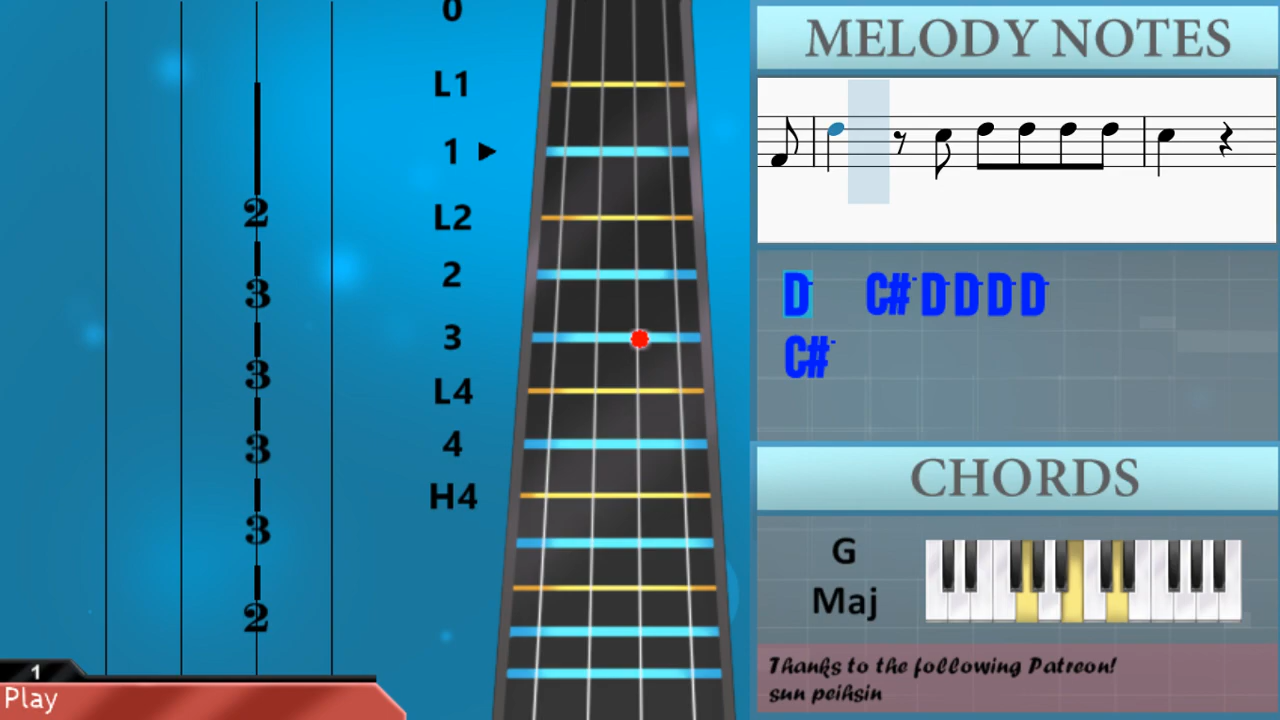 2
3
3
3
3
2
1
Play
0
L1
1
L2
2
3
L4
4
H4
MELODY NOTES
D C# D D D D
C#
CHORDS
G
Maj
Thanks to the following Patreon!
sun peihsin